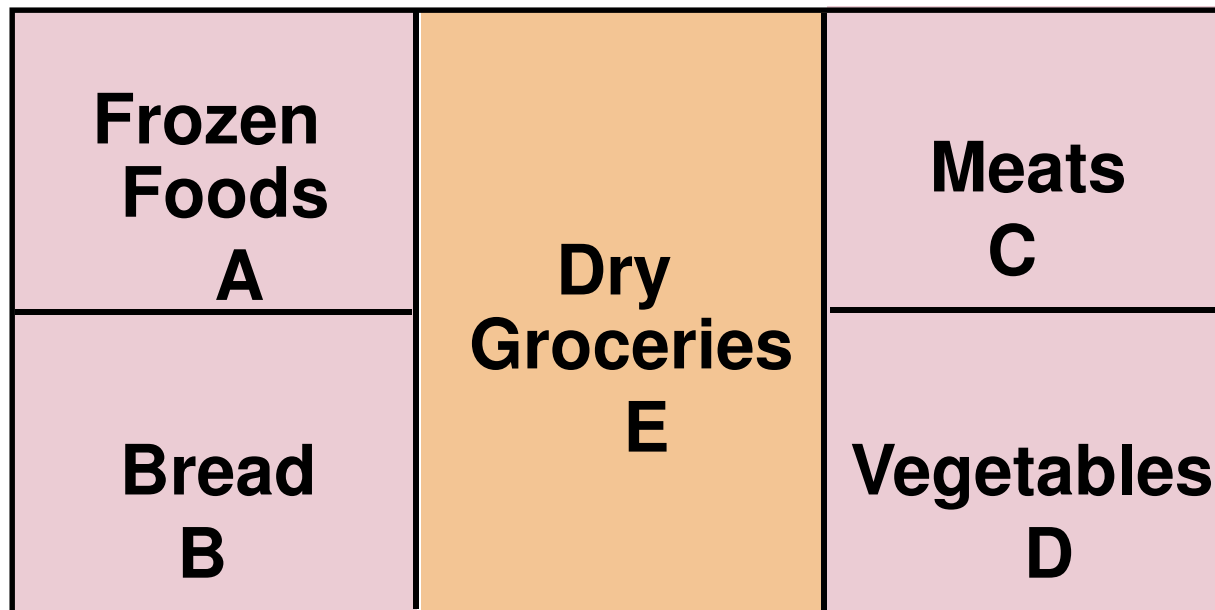 Frozen
Foods
A
Bread
B
Dry
Groceries
E
Meats
C
Vegetables
D